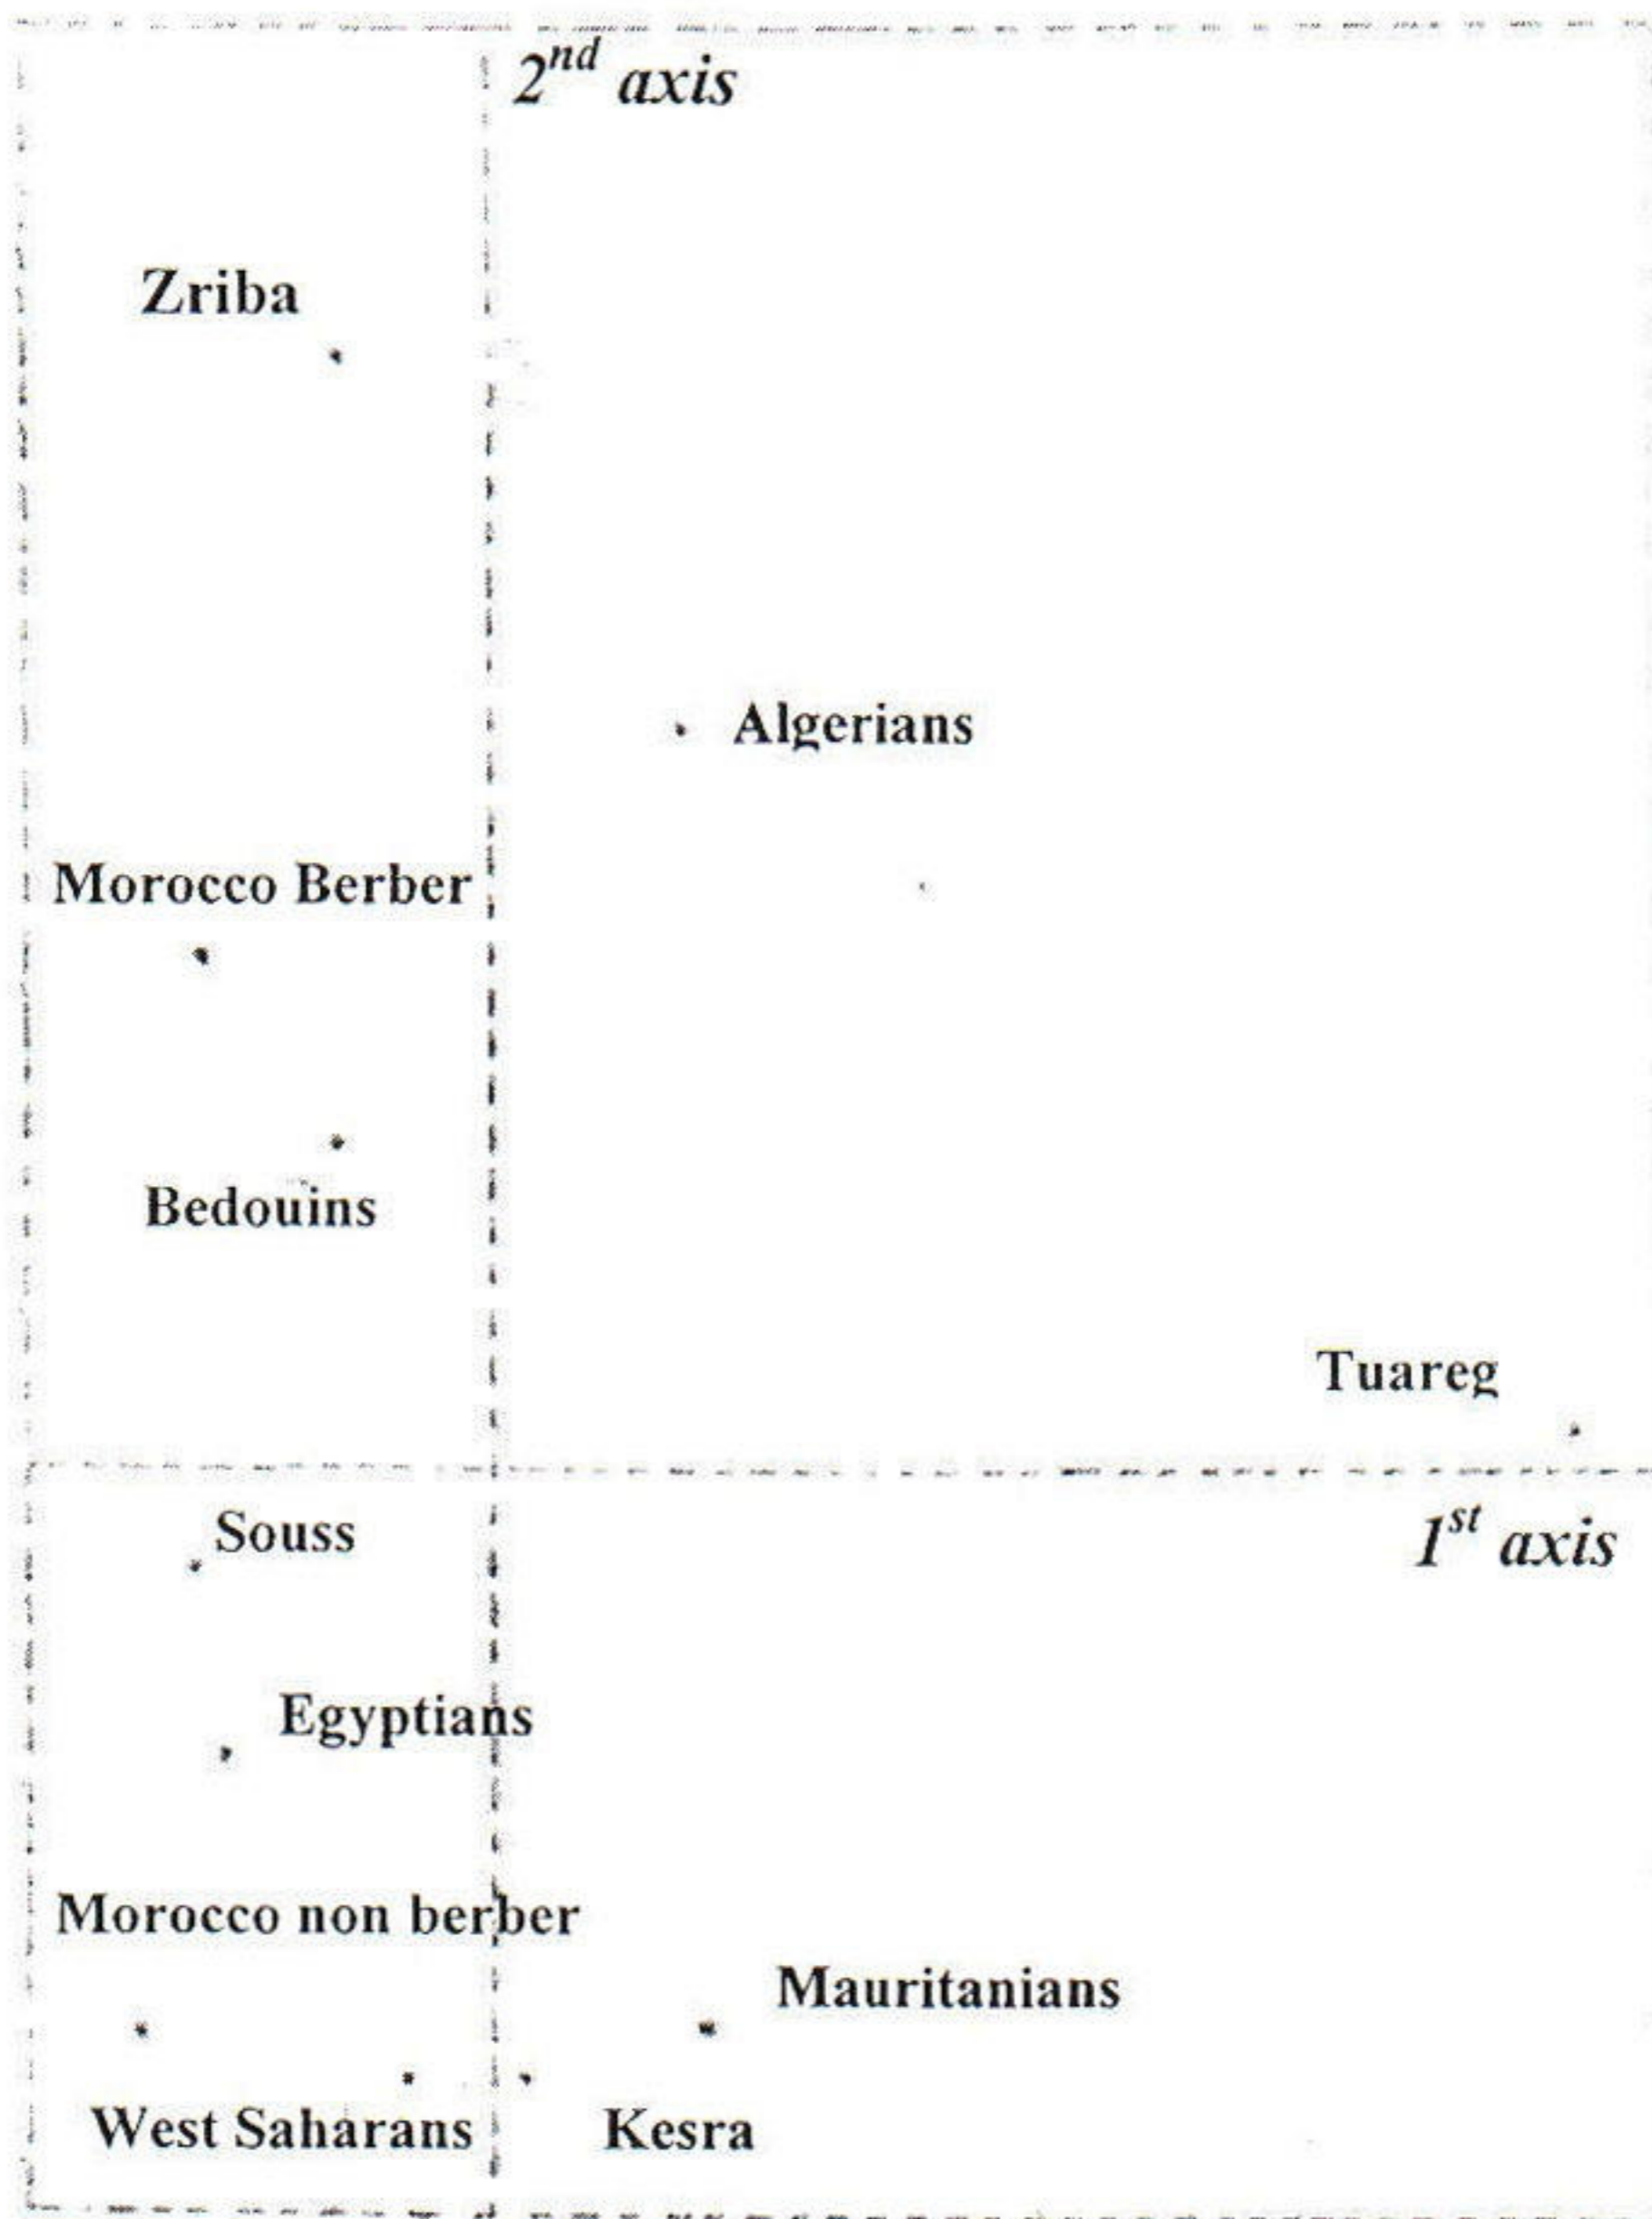 2nd axis
Zriba
Algerians
Morocco Berber
Bedouins
Tuareg
Souss
1st axis
Egyptians
Morocco non berber
Mauritanians
West Saharans
Kesra